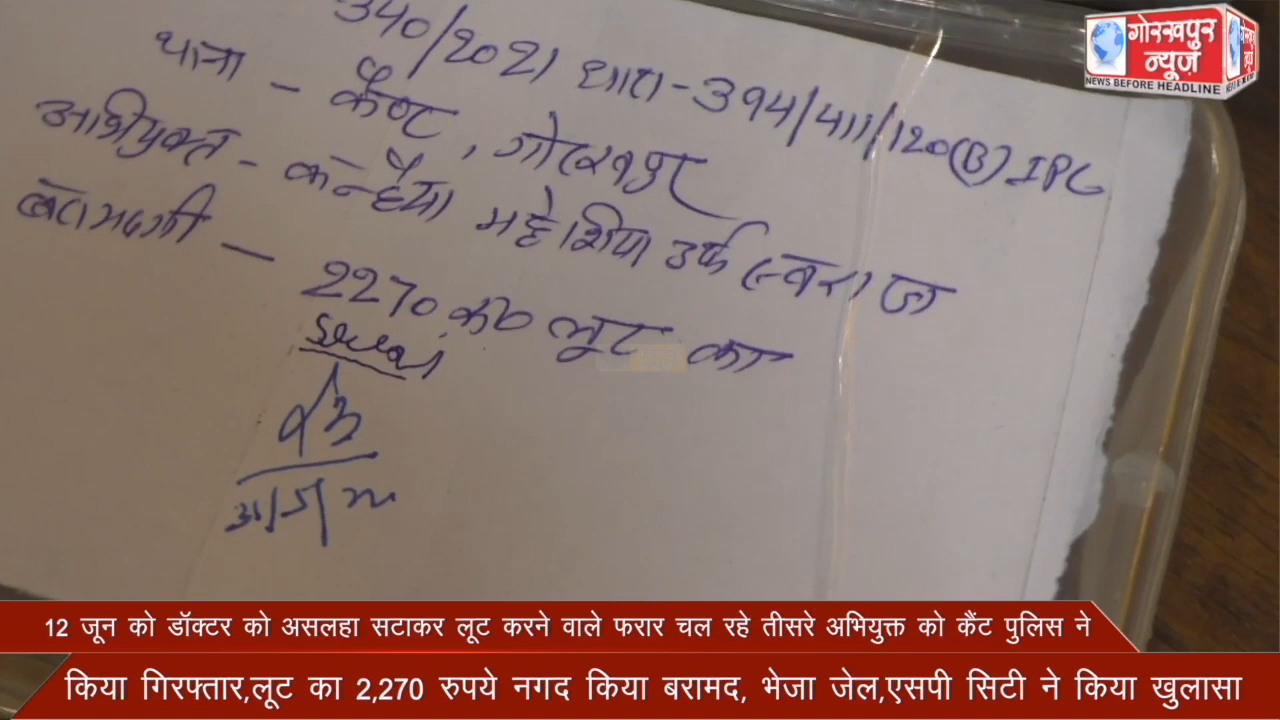 340/2021 धारा - 394/411/120(B) IPC
थाना - कैण्ट, गोरखपुर
अभियुक्त - कन्हैया महेशिया उर्फ स्वराज
बरामदगी - 2270 रू० लूट का
गोरखपुर
न्यूज़
NEWS BEFORE HEADLINE
12 जून को डॉक्टर को असलहा सटाकर लूट करने वाले फरार चल रहे तीसरे अभियुक्त को कैंट पुलिस ने
किया गिरफ्तार,लूट का 2,270 रुपये नगद किया बरामद, भेजा जेल,एसपी सिटी ने किया खुलासा